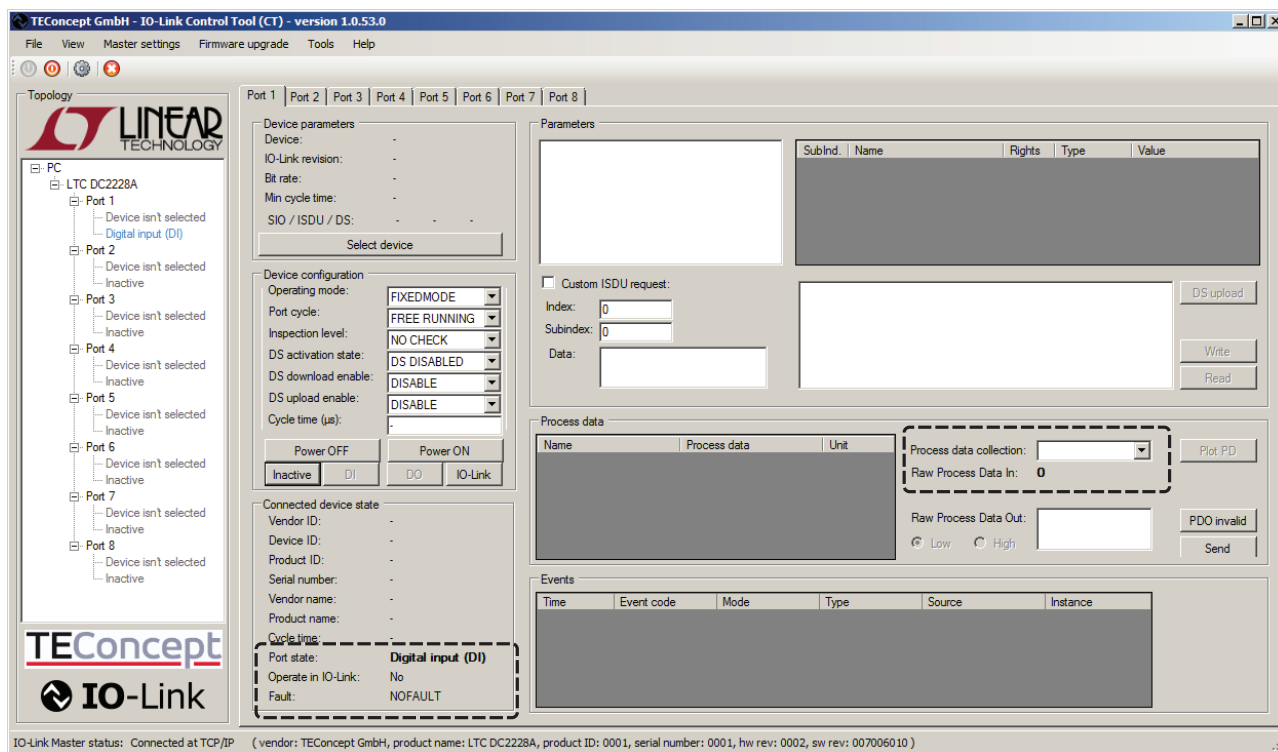 TEConcept GmbH - IO-Link Control Tool (CT) - version 1.0.53.0
File View Master settings Firmware upgrade Tools Help
Topology
LINEAR
TECHNOLOGY
PC
LTC DC2228A
Port 1
Device isn't selected
Digital input (DI)
Port 2
Device isn't selected
Inactive
Port 3
Device isn't selected
Inactive
Port 4
Device isn't selected
Inactive
Port 5
Device isn't selected
Inactive
Port 6
Device isn't selected
Inactive
Port 7
Device isn't selected
Inactive
Port 8
Device isn't selected
Inactive
TEConcept
IO-Link
Port 1 Port 2 Port 3 Port 4 Port 5 Port 6 Port 7 Port 8
Device parameters
Device: -
IO-Link revision: -
Bit rate: -
Min cycle time: -
SIO / ISDU / DS: - - -
Select device
Device configuration
Operating mode: FIXEDMODE
Port cycle: FREE RUNNING
Inspection level: NO CHECK
DS activation state: DS DISABLED
DS download enable: DISABLE
DS upload enable: DISABLE
Cycle time (µs): -
Power OFF Power ON
Inactive DI DO IO-Link
Connected device state
Vendor ID: -
Device ID: -
Product ID: -
Serial number: -
Vendor name: -
Product name: -
Cycle time: -
Port state: Digital input (DI)
Operate in IO-Link: No
Fault: NOFAULT
Parameters
SubInd. Name Rights Type Value
Custom ISDU request:
Index: 0
Subindex: 0
Data:
DS upload
Write
Read
Process data
Name Process data Unit
Process data collection:
Raw Process Data In: 0
Plot PD
Raw Process Data Out:
Low High
PDO invalid
Send
Events
Time Event code Mode Type Source Instance
IO-Link Master status: Connected at TCP/IP ( vendor: TEConcept GmbH, product name: LTC DC2228A, product ID: 0001, serial number: 0001, hw rev: 0002, sw rev: 007006010 )